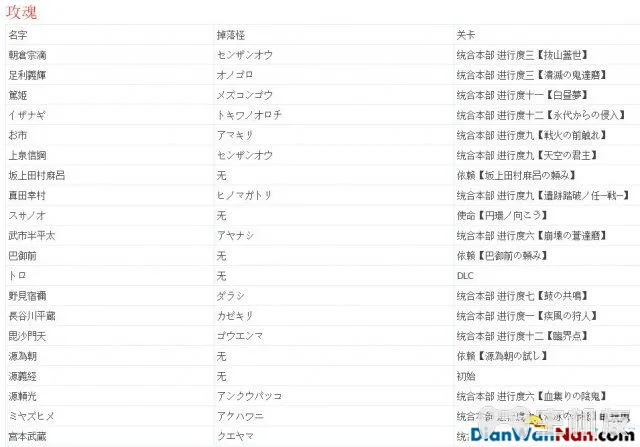 攻魂
名字 掉落怪 关卡
朝倉宗滴 センザンオウ 统合本部 进行度三【抜山蓋世】
足利義輝 オノゴロ 统合本部 进行度三【潰滅の鬼達磨】
篤姫 メズコンゴウ 统合本部 进行度十一【白昼夢】
イザナギ トキワノオロチ 统合本部 进行度十二【永代からの侵入】
お市 アマキリ 统合本部 进行度九【戦火の前触れ】
上泉信綱 センザンオウ 统合本部 进行度九【天空の君主】
坂上田村麻呂 无 依頼【坂上田村麻呂の頼み】
真田幸村 ヒノマガトリ 统合本部 进行度九【遺跡踏破ノ任─戦─】
スサノオ 无 使命【円環ノ向こう】
武市半平太 アヤナシ 统合本部 进行度六【崩壊の蒼達磨】
巴御前 无 依頼【巴御前の頼み】
トロ 无 DLC
野見宿禰 ダラシ 统合本部 进行度七【鼓の共鳴】
長谷川平蔵 カゼキリ 统合本部 进行度一【疾風の狩人】
毘沙門天 ゴウエンマ 统合本部 进行度十二【臨界点】
源為朝 无 依頼【源為朝の試し】
源義経 无 初始
源頼光 アンクウパッコ 统合本部 进行度六【血集りの陰鬼】
ミヤズヒメ アクハワニ 统合本部
宮本武蔵 クエヤマ 统合本部
DianWanNan.com